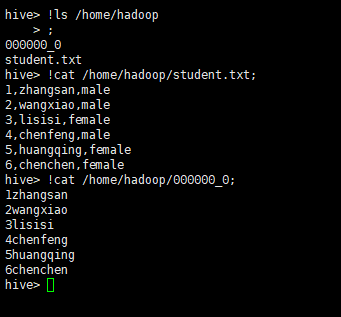 hive> !ls /home/hadoop
    > ;
000000_0
student.txt
hive> !cat /home/hadoop/student.txt;
1,zhangsan,male
2,wangxiao,male
3,lisisi,female
4,chenfeng,male
5,huangqing,female
6,chenchen,female
hive> !cat /home/hadoop/000000_0;
1zhangsan
2wangxiao
3lisisi
4chenfeng
5huangqing
6chenchen
hive>